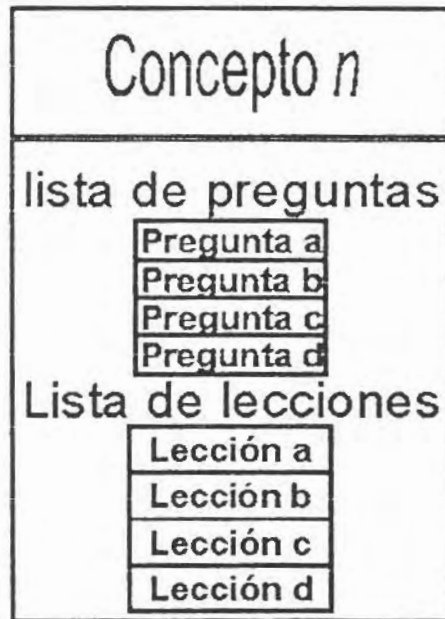 Concepto n
lista de preguntas
Pregunta a
Pregunta b
Pregunta c
Pregunta d
Lista de lecciones
Lección a
Lección b
Lección c
Lección d